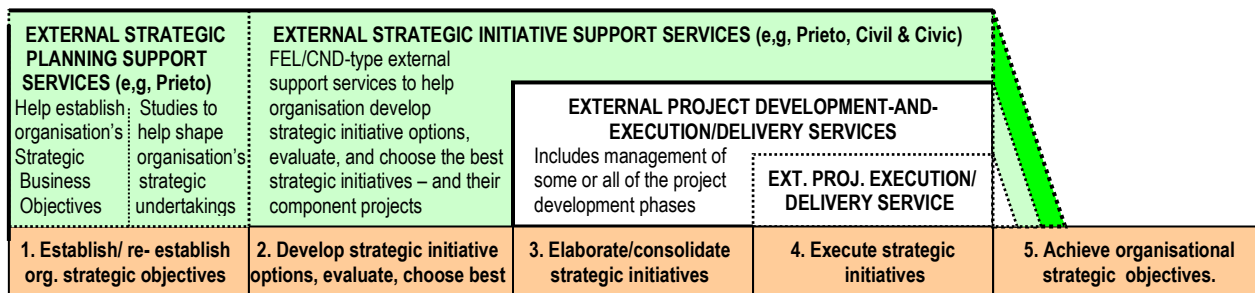 EXTERNAL STRATEGIC
PLANNING SUPPORT
SERVICES (e,g, Prieto)
Help establish
organisation's
Strategic
Business
Objectives
Studies to
help shape
organisation's
strategic
undertakings
EXTERNAL STRATEGIC INITIATIVE SUPPORT SERVICES (e,g, Prieto, Civil & Civic)
FEL/CND-type external
support services to help
organisation develop
strategic initiative options,
evaluate, and choose the best
strategic initiatives – and their
component projects
EXTERNAL PROJECT DEVELOPMENT-AND-
EXECUTION/DELIVERY SERVICES
Includes management of
some or all of the project
development phases
EXT. PROJ. EXECUTION/
DELIVERY SERVICE
1. Establish/ re- establish
org. strategic objectives
2. Develop strategic initiative
options, evaluate, choose best
3. Elaborate/consolidate
strategic initiatives
4. Execute strategic
initiatives
5. Achieve organisational
strategic objectives.